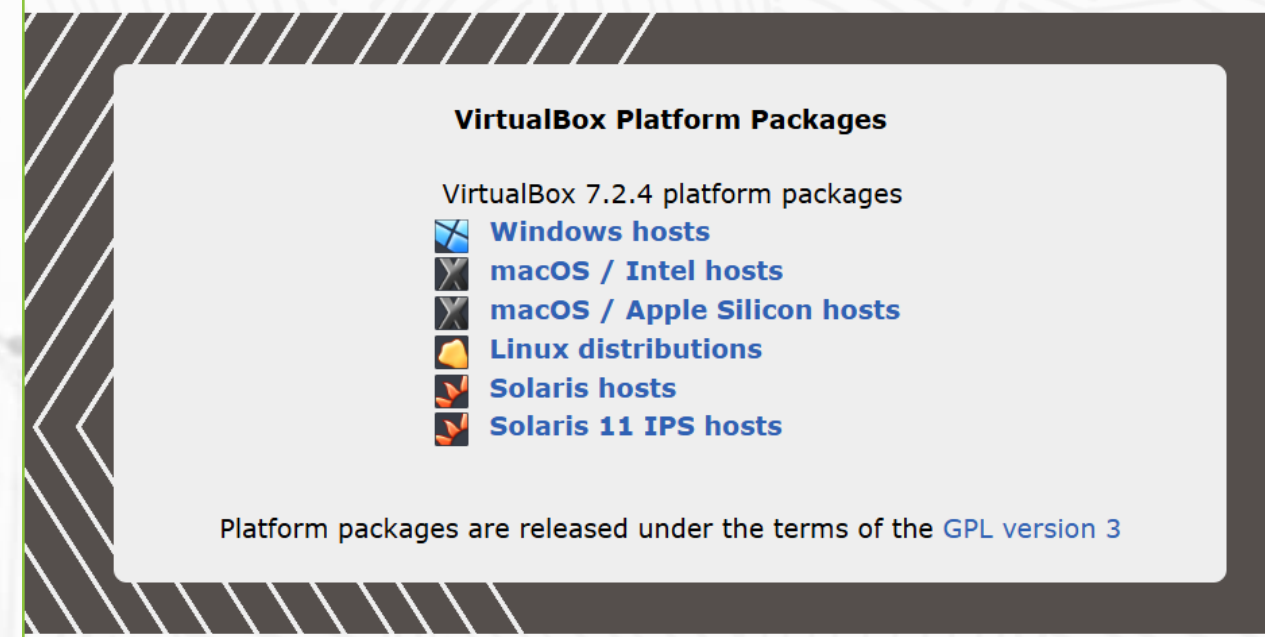 VirtualBox Platform Packages
VirtualBox 7.2.4 platform packages
Windows hosts
macOS / Intel hosts
macOS / Apple Silicon hosts
Linux distributions
Solaris hosts
Solaris 11 IPS hosts
Platform packages are released under the terms of the GPL version 3